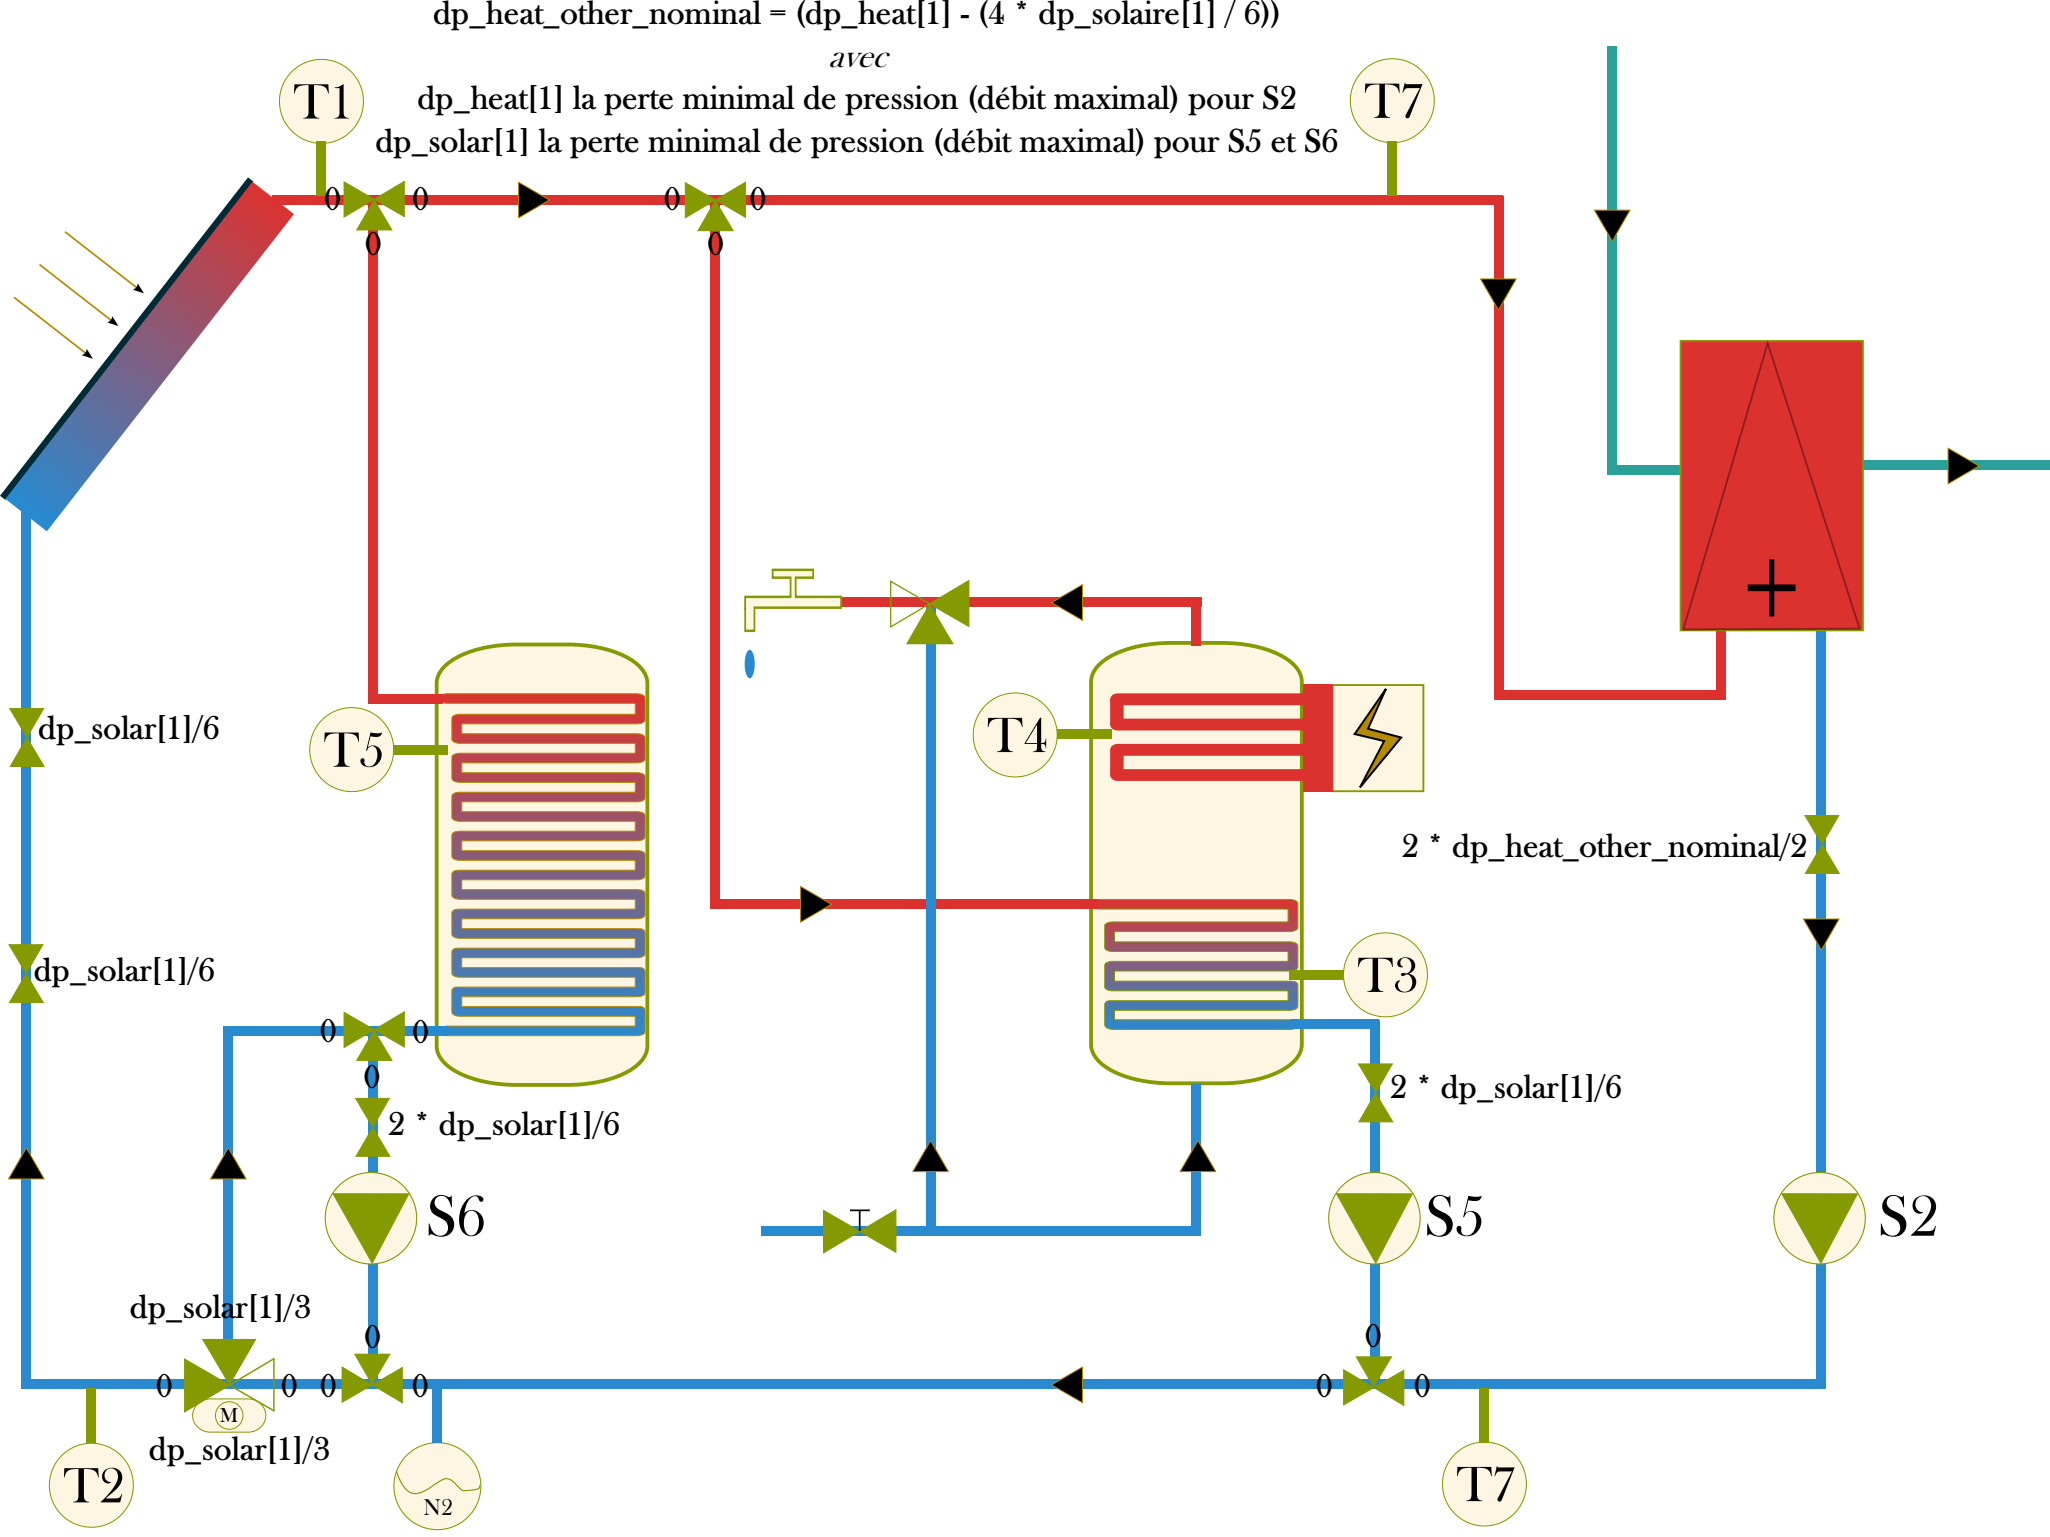 dp_heat_other_nominal = (dp_heat[1] - (4 * dp_solaire[1] / 6))
avec
dp_heat[1] la perte minimal de pression (débit maximal) pour S2
dp_solar[1] la perte minimal de pression (débit maximal) pour S5 et S6
T1
T7
0
0
0
0
0
0
dp_solar[1]/6
T5
T4
2 * dp_heat_other_nominal/2
dp_solar[1]/6
T3
0
0
0
2 * dp_solar[1]/6
2 * dp_solar[1]/6
S6
S5
S2
dp_solar[1]/3
0
0
0
0
0
0
0
0
M
dp_solar[1]/3
T2
N2
T7